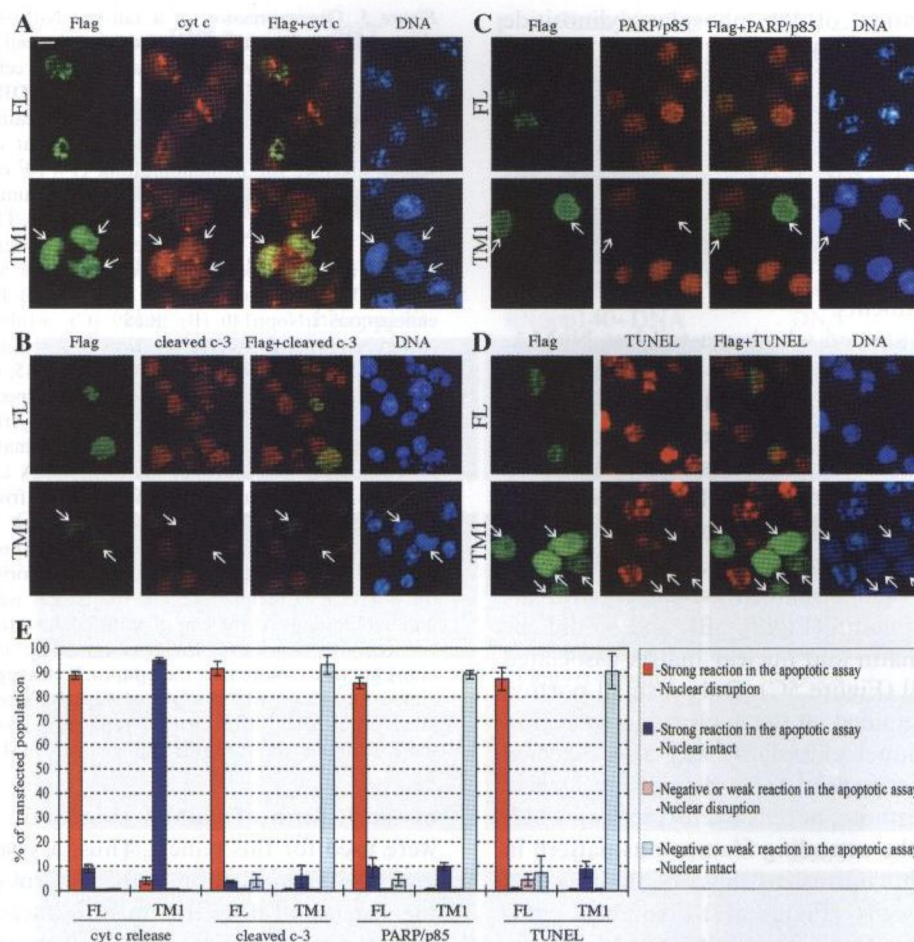 A Flag cyt c Flag+cyt c DNA
FL
TM1
B Flag cleaved c-3 Flag+cleaved c-3 DNA
FL
TM1
C Flag PARP/p85 Flag+PARP/p85 DNA
FL
TM1
D Flag TUNEL Flag+TUNEL DNA
FL
TM1
E
% of transfected population
100
90
80
70
60
50
40
30
20
10
0
FL TM1 FL TM1 FL TM1 FL TM1
cyt c release cleaved c-3 PARP/p85 TUNEL
-Strong reaction in the apoptotic assay
-Nuclear disruption
-Strong reaction in the apoptotic assay
-Nuclear intact
-Negative or weak reaction in the apoptotic assay
-Nuclear disruption
-Negative or weak reaction in the apoptotic assay
-Nuclear intact